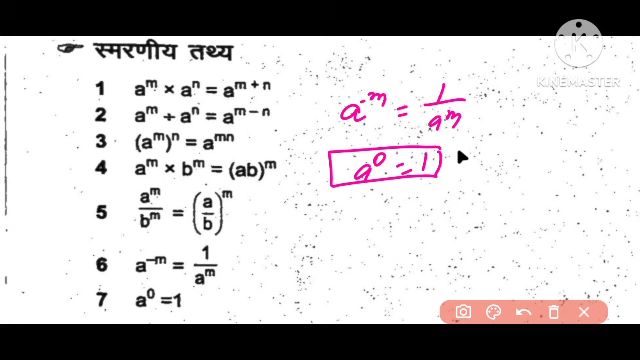 ☞ स्मरणीय तथ्य
1 aᵐ × aⁿ = aᵐ⁺ⁿ
2 aᵐ ÷ aⁿ = aᵐ⁻ⁿ
3 (aᵐ)ⁿ = aᵐⁿ
4 aᵐ × bᵐ = (ab)ᵐ
5 aᵐ/bᵐ = (a/b)ᵐ
6 a⁻ᵐ = 1/aᵐ
7 a⁰ =1
a⁻ᵐ = 1/aᵐ
a⁰ = 1
KINEMASTER